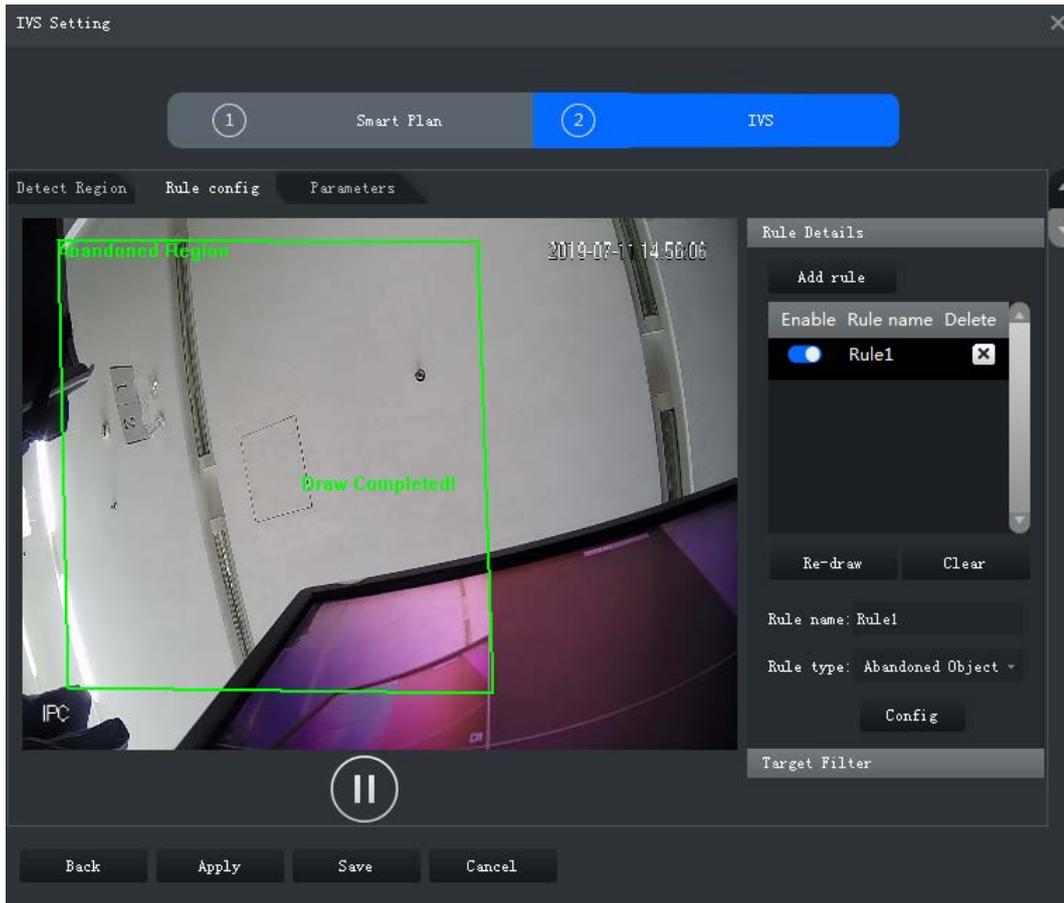 IVS Setting
1 Smart Plan 2 IVS
Detect Region Rule config Parameters
Abandoned Region
2019-07-11 14:56:06
1 2
Draw Completed!
IPC
Rule Details
Add rule
Enable Rule name Delete
Rule1
Re-draw Clear
Rule name: Rule1
Rule type: Abandoned Object
Config
Target Filter
Back Apply Save Cancel